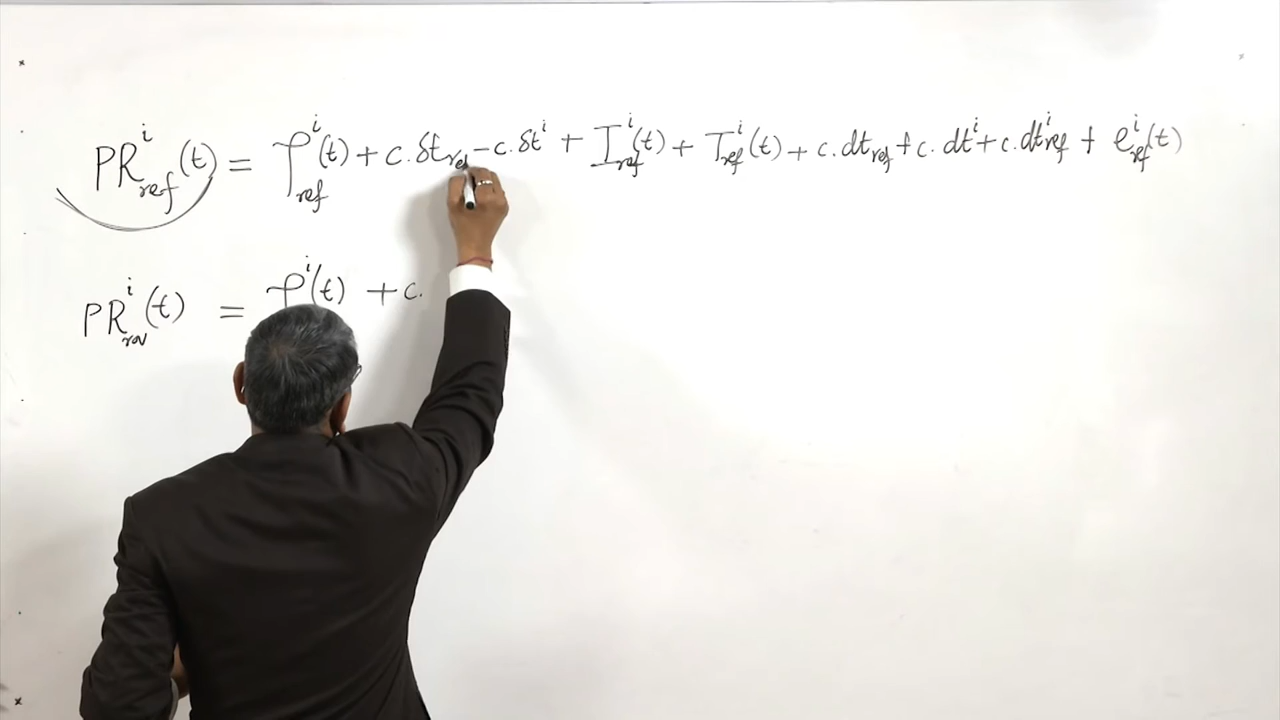 PR^i_ref(t) = ρ^i_ref(t) + c.δt_ref − c.δt^i + I^i_ref(t) + T^i_ref(t) + c.dt_ref + c.dt^i + c.dt^i_ref + e^i_ref(t)
PR^i_rov(t) = ρ^i(t) + c.